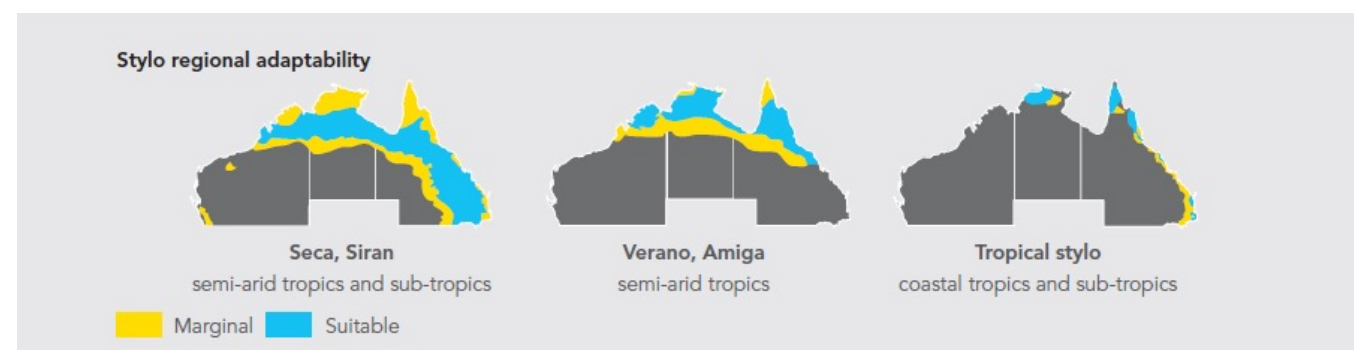 Stylo regional adaptability
Seca, Siran
semi-arid tropics and sub-tropics
Verano, Amiga
semi-arid tropics
Tropical stylo
coastal tropics and sub-tropics
Marginal
Suitable